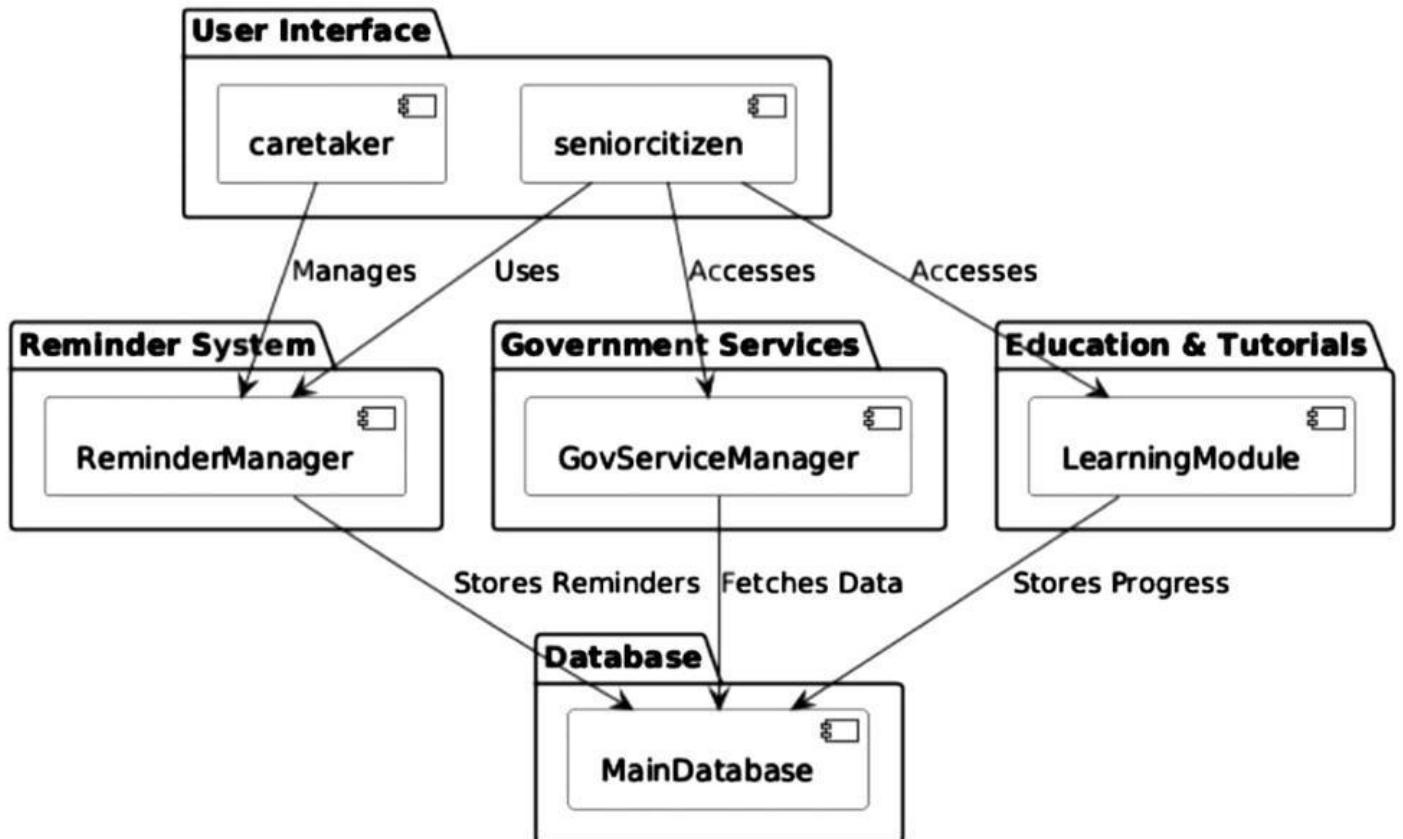 User Interface
caretaker
seniorcitizen
Manages
Uses
Accesses
Accesses
Reminder System
Government Services
Education & Tutorials
ReminderManager
GovServiceManager
LearningModule
Stores Reminders
Fetches Data
Stores Progress
Database
MainDatabase